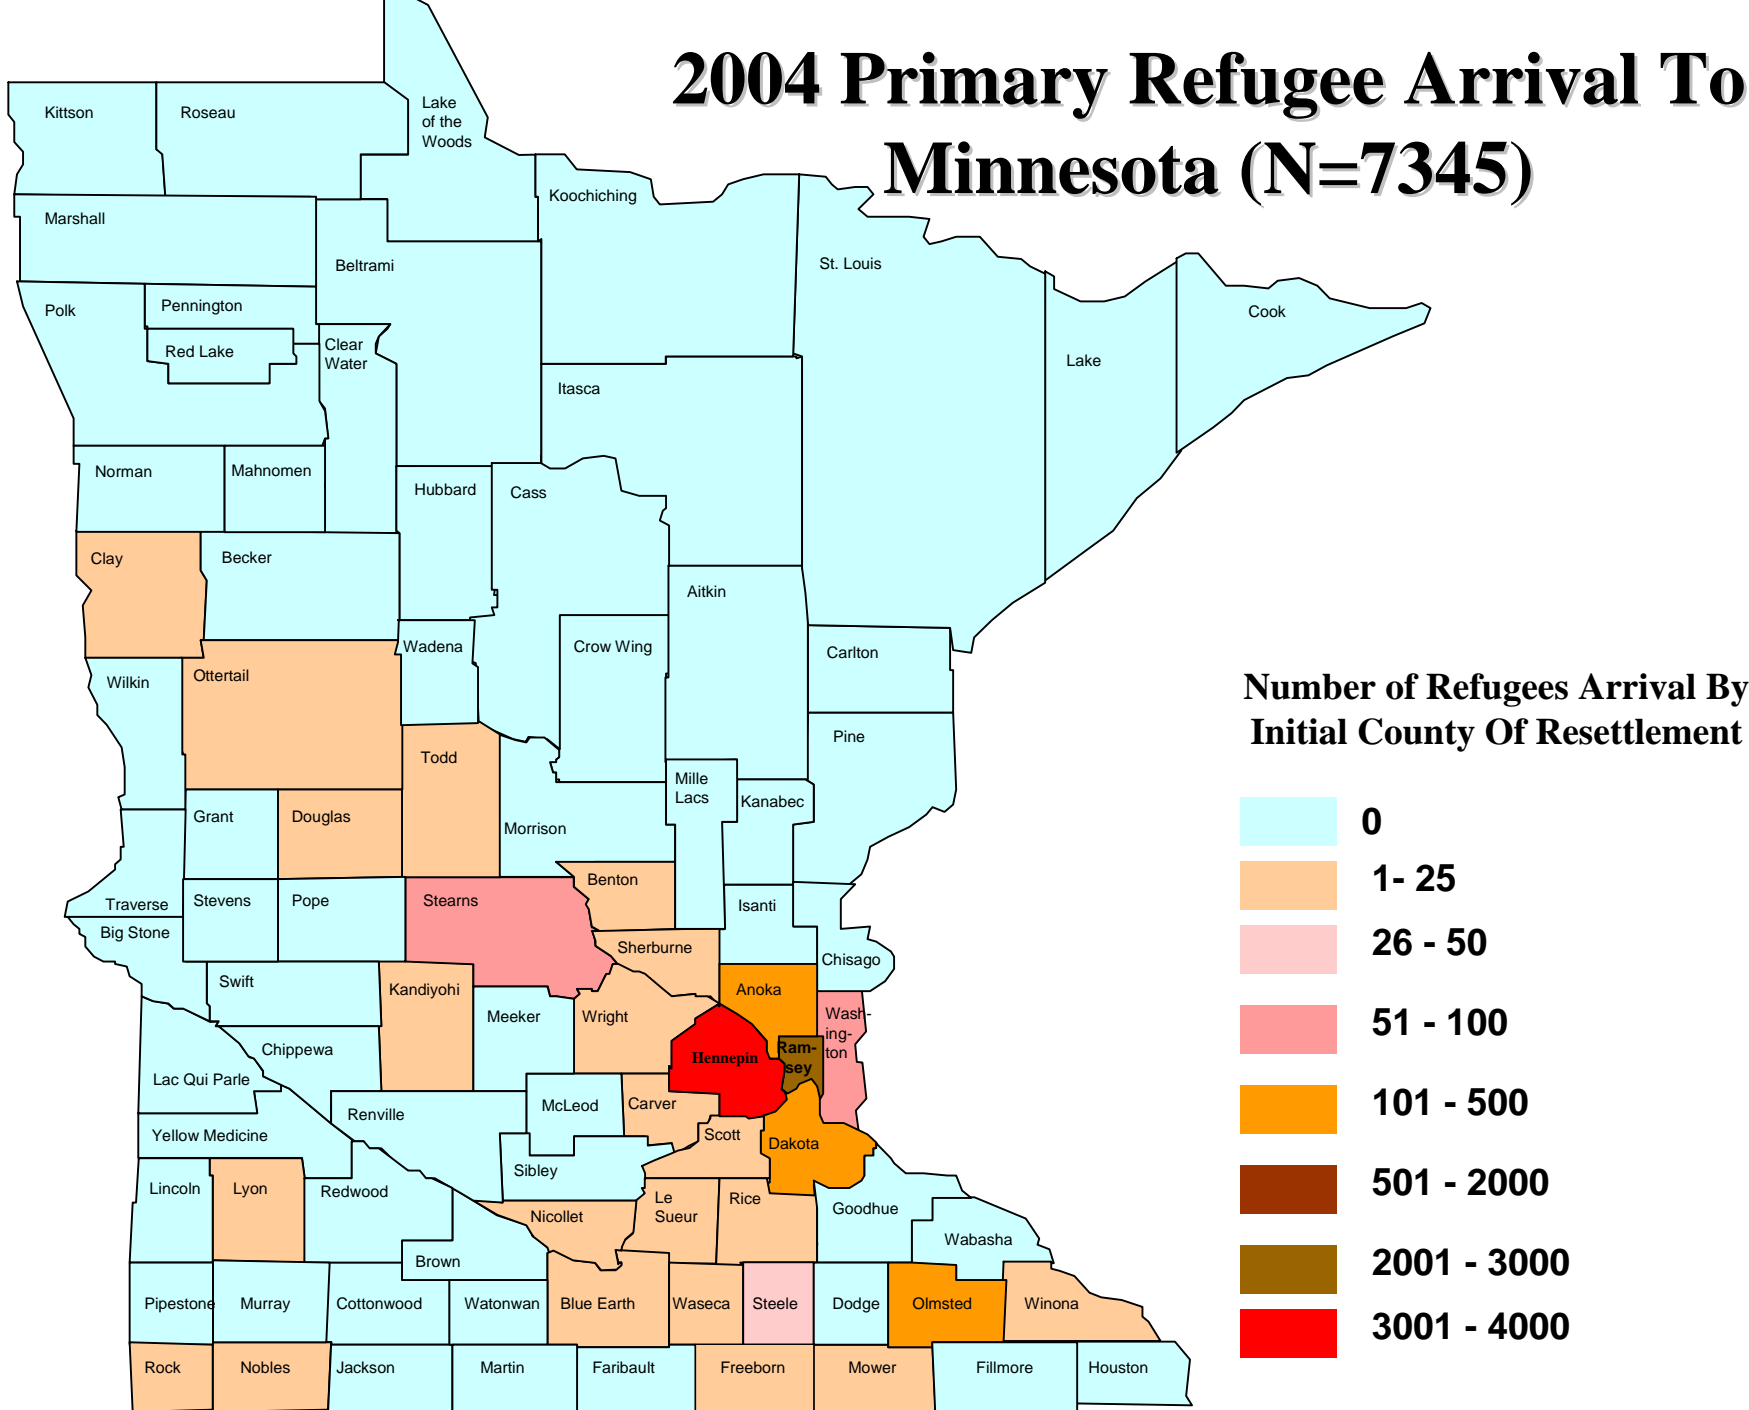 2004 Primary Refugee Arrival To
Minnesota (N=7345)
Kittson
Roseau
Lake
of the
Woods
Koochiching
Marshall
Beltrami
St. Louis
Polk
Pennington
Cook
Red Lake
Clear
Water
Lake
Itasca
Norman
Mahnomen
Hubbard
Cass
Clay
Becker
Aitkin
Wadena
Crow Wing
Carlton
Wilkin
Ottertail
Pine
Todd
Mille
Lacs
Kanabec
Grant
Douglas
Morrison
Benton
Traverse
Stevens
Pope
Stearns
Isanti
Big Stone
Sherburne
Chisago
Swift
Kandiyohi
Anoka
Meeker
Wright
Wash-
ing-
ton
Chippewa
Hennepin
Ram-
sey
Lac Qui Parle
Renville
McLeod
Carver
Yellow Medicine
Scott
Dakota
Sibley
Lincoln
Lyon
Redwood
Le
Sueur
Rice
Nicollet
Goodhue
Wabasha
Brown
Pipestone
Murray
Cottonwood
Watonwan
Blue Earth
Waseca
Steele
Dodge
Olmsted
Winona
Rock
Nobles
Jackson
Martin
Faribault
Freeborn
Mower
Fillmore
Houston
Number of Refugees Arrival By
Initial County Of Resettlement
0
1- 25
26 - 50
51 - 100
101 - 500
501 - 2000
2001 - 3000
3001 - 4000